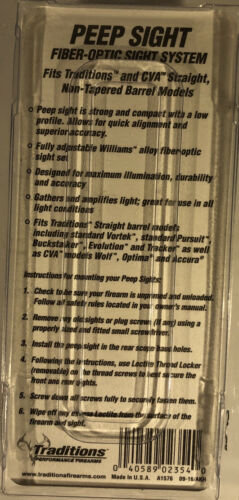 PEEP SIGHT
FIBER-OPTIC SIGHT SYSTEM
Fits Traditions™ and CVA™ Straight,
Non-Tapered Barrel Models
• Peep sight is strong and compact with a low
profile. Allows for quick alignment and
superior accuracy.
• Fully adjustable Williams™ alloy fiber-optic
sight set
• Designed for maximum illumination, durability
and accuracy
• Gathers and amplifies light; great for use in all
light conditions
• Fits Traditions™ Straight barrel models
including standard Vortek™, standard Pursuit™,
Buckstalker™, Evolution™ and Tracker™ as well
as CVA™ models Wolf™, Optima™ and Accura™
Instructions for mounting your Peep Sights:
1. Check to be sure your firearm is unprimed and unloaded.
Follow all safety rules located in your owner's manual.
2. Remove any old sights or plug screws (if any) using a
properly sized and fitted small screwdriver.
3. Install the peep sight in the rear scope base holes.
4. Following the instructions, use Loctite Thread Locker
(removable) on the thread screws to best secure the
front and rear sights.
5. Screw down all screws fully to securely fasten them.
6. Wipe off any excess Loctite from the surface of the
firearm and sight.
Traditions™
PERFORMANCE FIREARMS
www.traditionsfirearms.com
0 40589 02354 0
Made in U.S.A. A1576 09-16-AKH